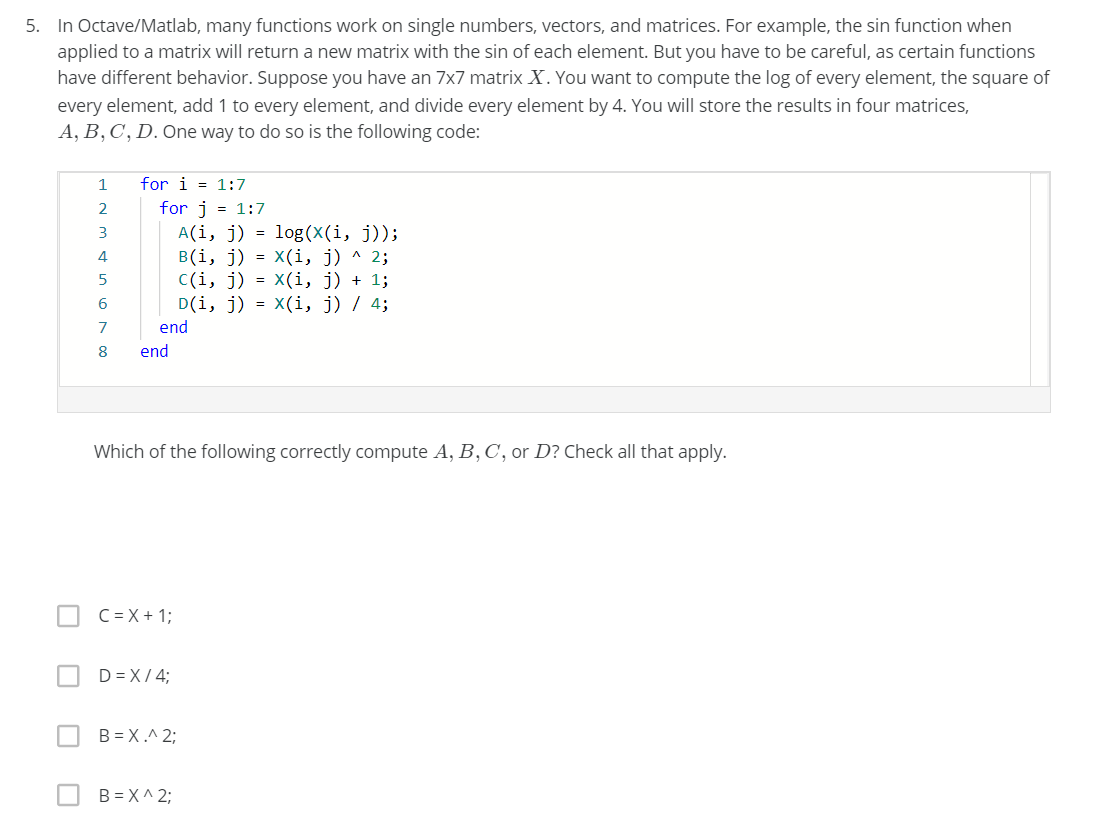 5. In Octave/Matlab, many functions work on single numbers, vectors, and matrices. For example, the sin function when
applied to a matrix will return a new matrix with the sin of each element. But you have to be careful, as certain functions
have different behavior. Suppose you have an 7x7 matrix X. You want to compute the log of every element, the square of
every element, add 1 to every element, and divide every element by 4. You will store the results in four matrices,
A, B, C, D. One way to do so is the following code:
1 for i = 1:7
2 for j = 1:7
3 A(i, j) = log(X(i, j));
4 B(i, j) = X(i, j) ^ 2;
5 C(i, j) = X(i, j) + 1;
6 D(i, j) = X(i, j) / 4;
7 end
8 end
Which of the following correctly compute A, B, C, or D? Check all that apply.
C = X + 1;
D = X / 4;
B = X .^ 2;
B = X ^ 2;